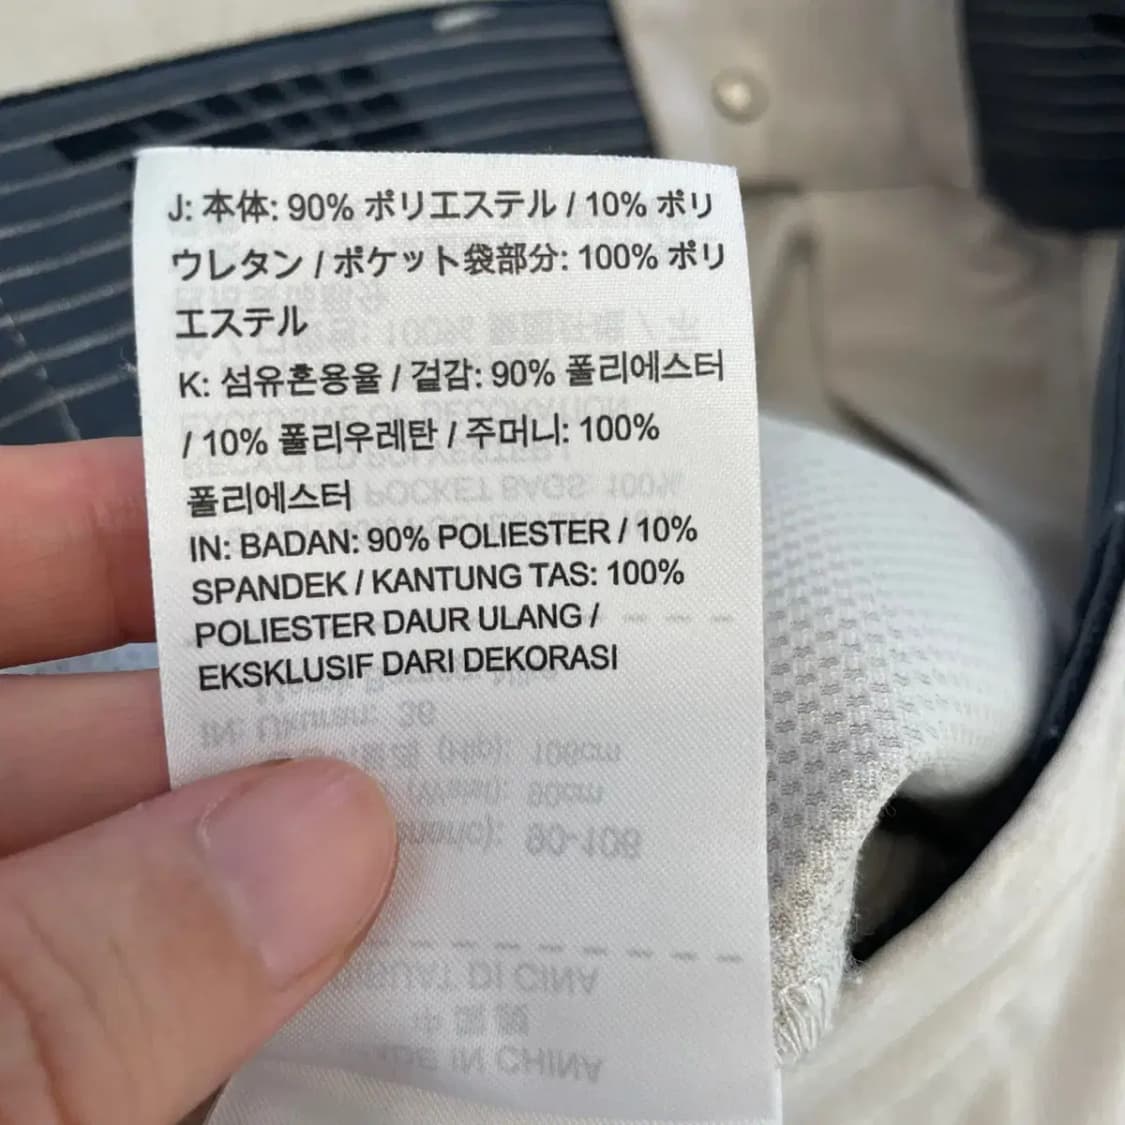 J: 本体: 90% ポリエステル / 10% ポリ
ウレタン / ポケット袋部分: 100% ポリ
エステル
K: 섬유혼용율 / 겉감: 90% 폴리에스터
/ 10% 폴리우레탄 / 주머니: 100%
폴리에스터
IN: BADAN: 90% POLIESTER / 10%
SPANDEK / KANTUNG TAS: 100%
POLIESTER DAUR ULANG /
EKSKLUSIF DARI DEKORASI